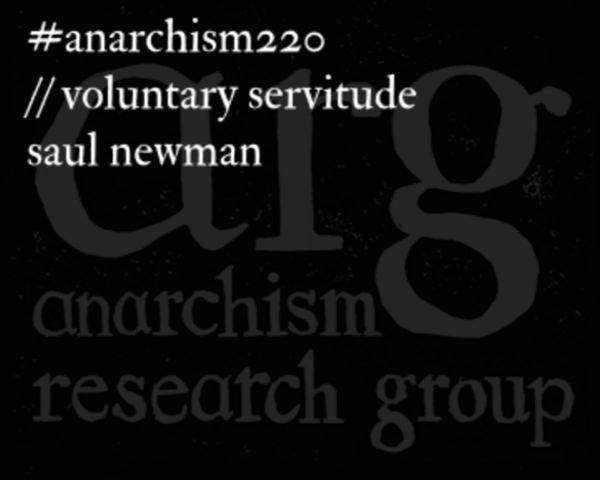 #anarchism220
// voluntary servitude
saul newman
arg
anarchism
research group